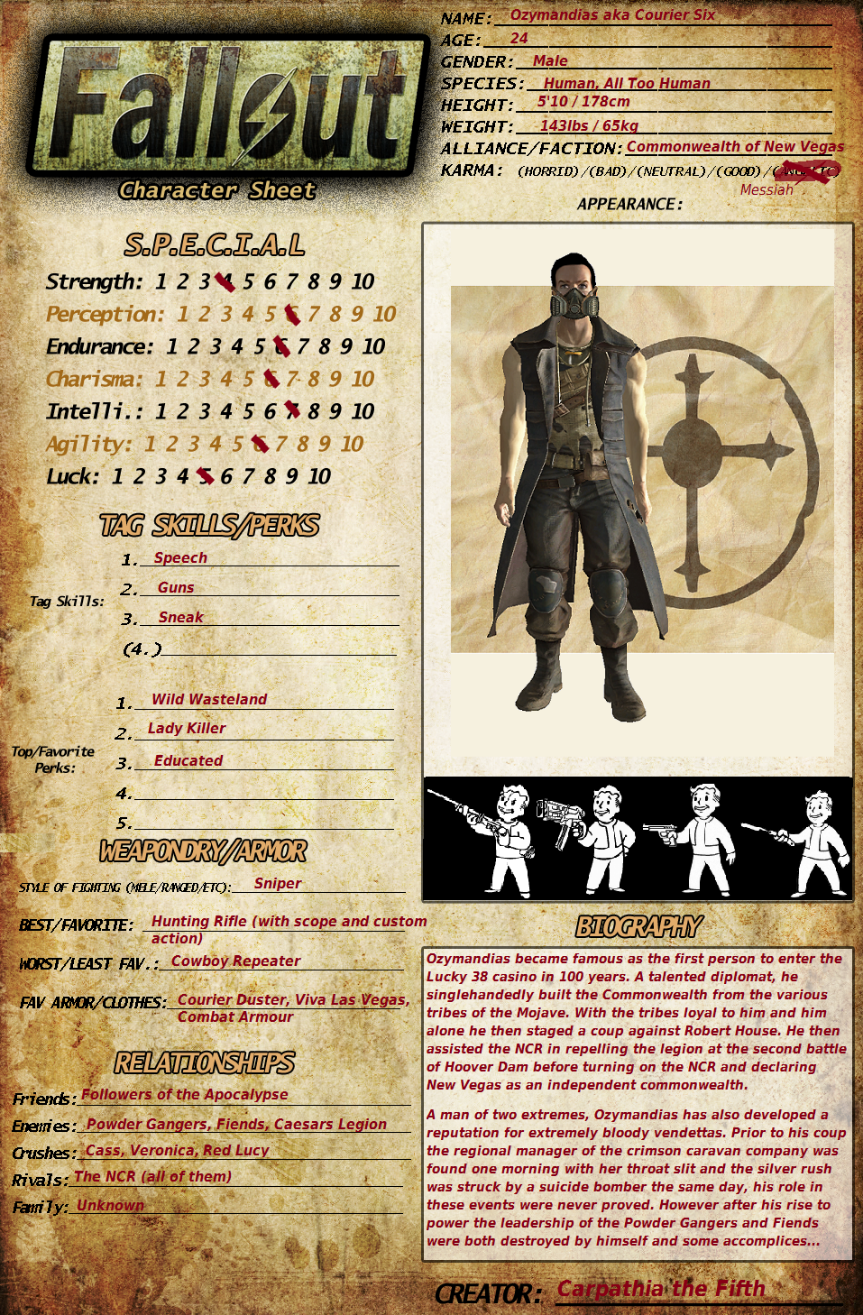 Fallout
Character Sheet
NAME: Ozymandias aka Courier Six
AGE: 24
GENDER: Male
SPECIES: Human, All Too Human
HEIGHT: 5'10 / 178cm
WEIGHT: 143lbs / 65kg
ALLIANCE/FACTION: Commonwealth of New Vegas
KARMA: (HORRID)/(BAD)/(NEUTRAL)/(GOOD)/
Messiah
APPEARANCE:
S.P.E.C.I.A.L
Strength: 1 2 3 4 5 6 7 8 9 10
Perception: 1 2 3 4 5 6 7 8 9 10
Endurance: 1 2 3 4 5 6 7 8 9 10
Charisma: 1 2 3 4 5 6 7 8 9 10
Intelli.: 1 2 3 4 5 6 7 8 9 10
Agility: 1 2 3 4 5 6 7 8 9 10
Luck: 1 2 3 4 5 6 7 8 9 10
TAG SKILLS/PERKS
Tag Skills:
1. Speech
2. Guns
3. Sneak
(4.)
Top/Favorite
Perks:
1. Wild Wasteland
2. Lady Killer
3. Educated
4.
5.
WEAPONDRY/ARMOR
STYLE OF FIGHTING (MELE/RANGED/ETC): Sniper
BEST/FAVORITE: Hunting Rifle (with scope and custom
action)
WORST/LEAST FAV.: Cowboy Repeater
FAV ARMOR/CLOTHES: Courier Duster, Viva Las Vegas,
Combat Armour
RELATIONSHIPS
Friends: Followers of the Apocalypse
Enemies: Powder Gangers, Fiends, Caesars Legion
Crushes: Cass, Veronica, Red Lucy
Rivals: The NCR (all of them)
Family: Unknown
BIOGRAPHY
Ozymandias became famous as the first person to enter the
Lucky 38 casino in 100 years. A talented diplomat, he
singlehandedly built the Commonwealth from the various
tribes of the Mojave. With the tribes loyal to him and him
alone he then staged a coup against Robert House. He then
assisted the NCR in repelling the legion at the second battle
of Hoover Dam before turning on the NCR and declaring
New Vegas as an independent commonwealth.
A man of two extremes, Ozymandias has also developed a
reputation for extremely bloody vendettas. Prior to his coup
the regional manager of the crimson caravan company was
found one morning with her throat slit and the silver rush
was struck by a suicide bomber the same day, his role in
these events were never proved. However after his rise to
power the leadership of the Powder Gangers and Fiends
were both destroyed by himself and some accomplices...
CREATOR: Carpathia the Fifth